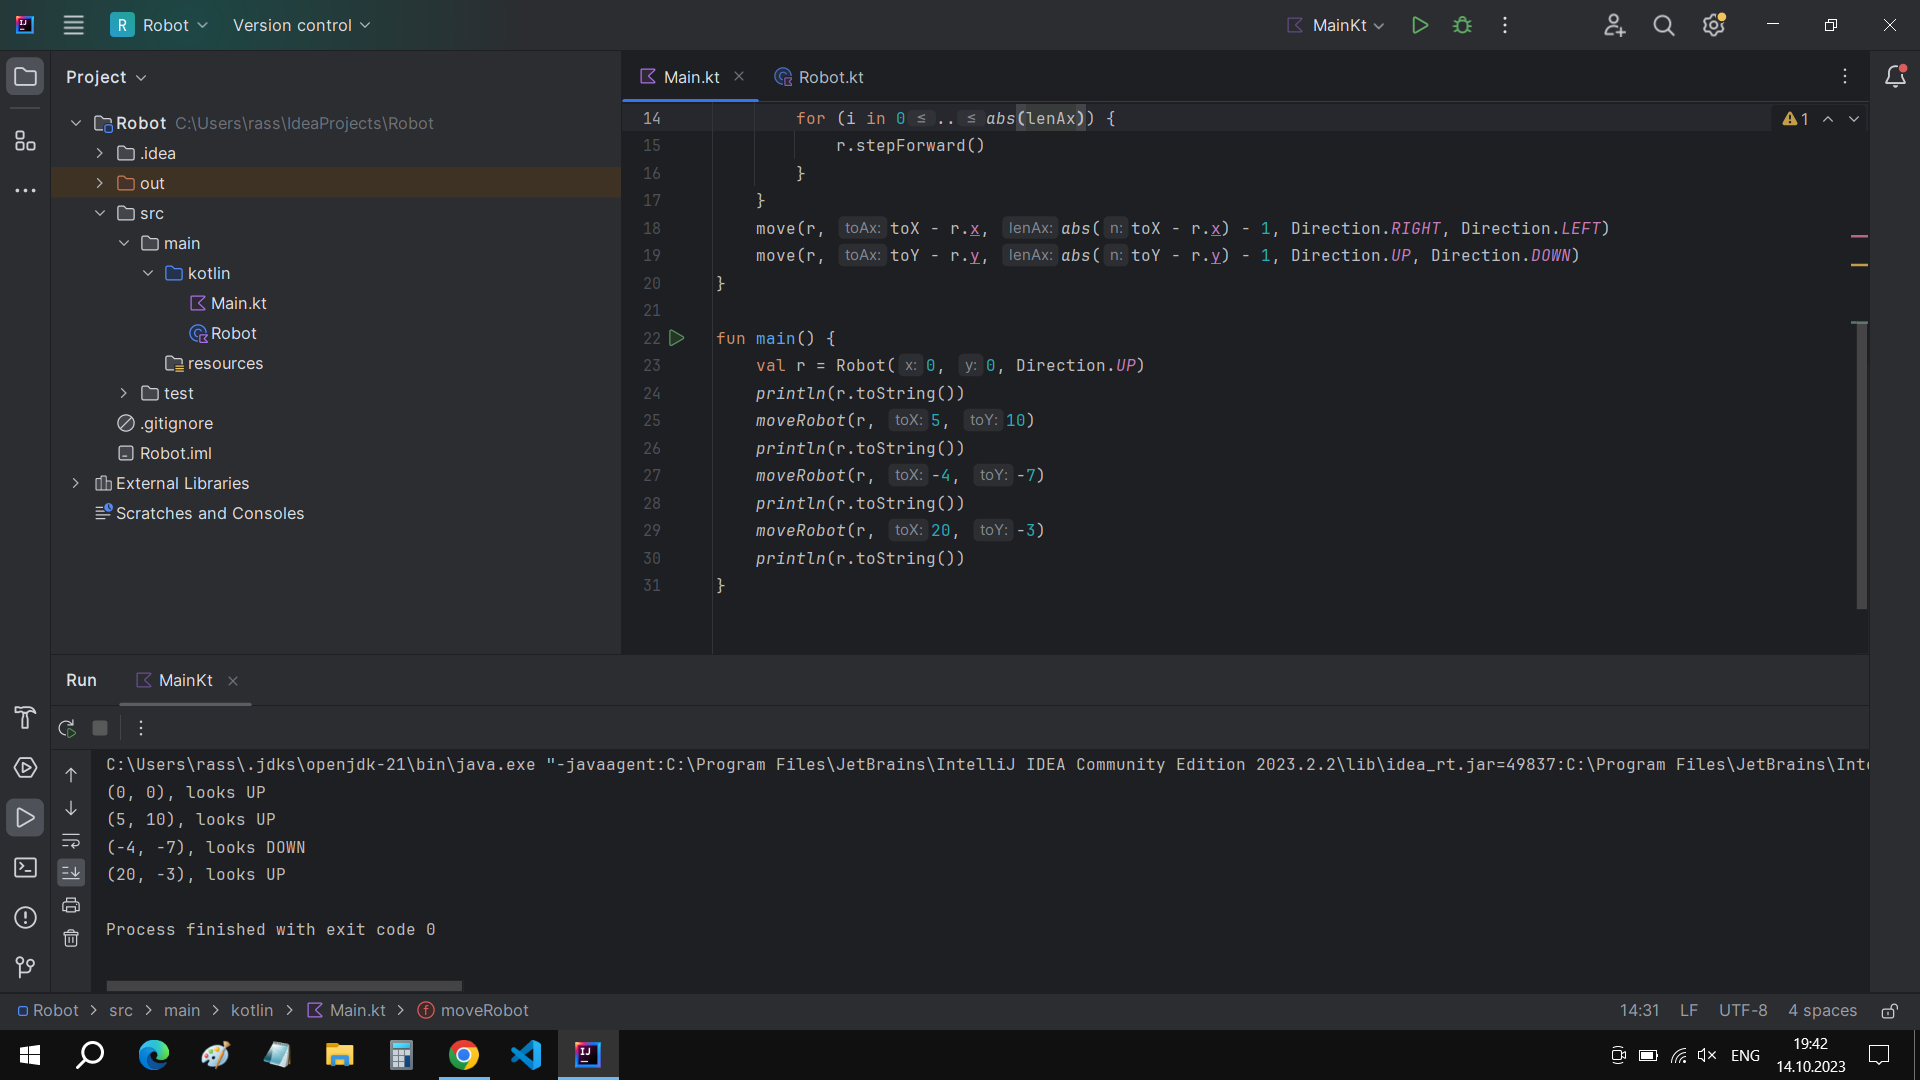 R Robot Version control MainKt
Project
Main.kt
Robot.kt
Robot C:\Users\rass\IdeaProjects\Robot
.idea
out
src
main
kotlin
Main.kt
Robot
resources
test
.gitignore
Robot.iml
External Libraries
Scratches and Consoles
14 for (i in 0 ≤ .. ≤ abs(lenAx)) {
1
15 r.stepForward()
16 }
17 }
18 move(r, toAx: toX - r.x, lenAx: abs( n: toX - r.x) - 1, Direction.RIGHT, Direction.LEFT)
19 move(r, toAx: toY - r.y, lenAx: abs( n: toY - r.y) - 1, Direction.UP, Direction.DOWN)
20 }
21
22 fun main() {
23 val r = Robot( x: 0, y: 0, Direction.UP)
24 println(r.toString())
25 moveRobot(r, toX: 5, toY: 10)
26 println(r.toString())
27 moveRobot(r, toX: -4, toY: -7)
28 println(r.toString())
29 moveRobot(r, toX: 20, toY: -3)
30 println(r.toString())
31 }
Run MainKt
C:\Users\rass\.jdks\openjdk-21\bin\java.exe "-javaagent:C:\Program Files\JetBrains\IntelliJ IDEA Community Edition 2023.2.2\lib\idea_rt.jar=49837:C:\Program Files\JetBrains\Inte
(0, 0), looks UP
(5, 10), looks UP
(-4, -7), looks DOWN
(20, -3), looks UP
Process finished with exit code 0
Robot > src > main > kotlin > Main.kt > moveRobot
14:31 LF UTF-8 4 spaces
ENG
19:42
14.10.2023